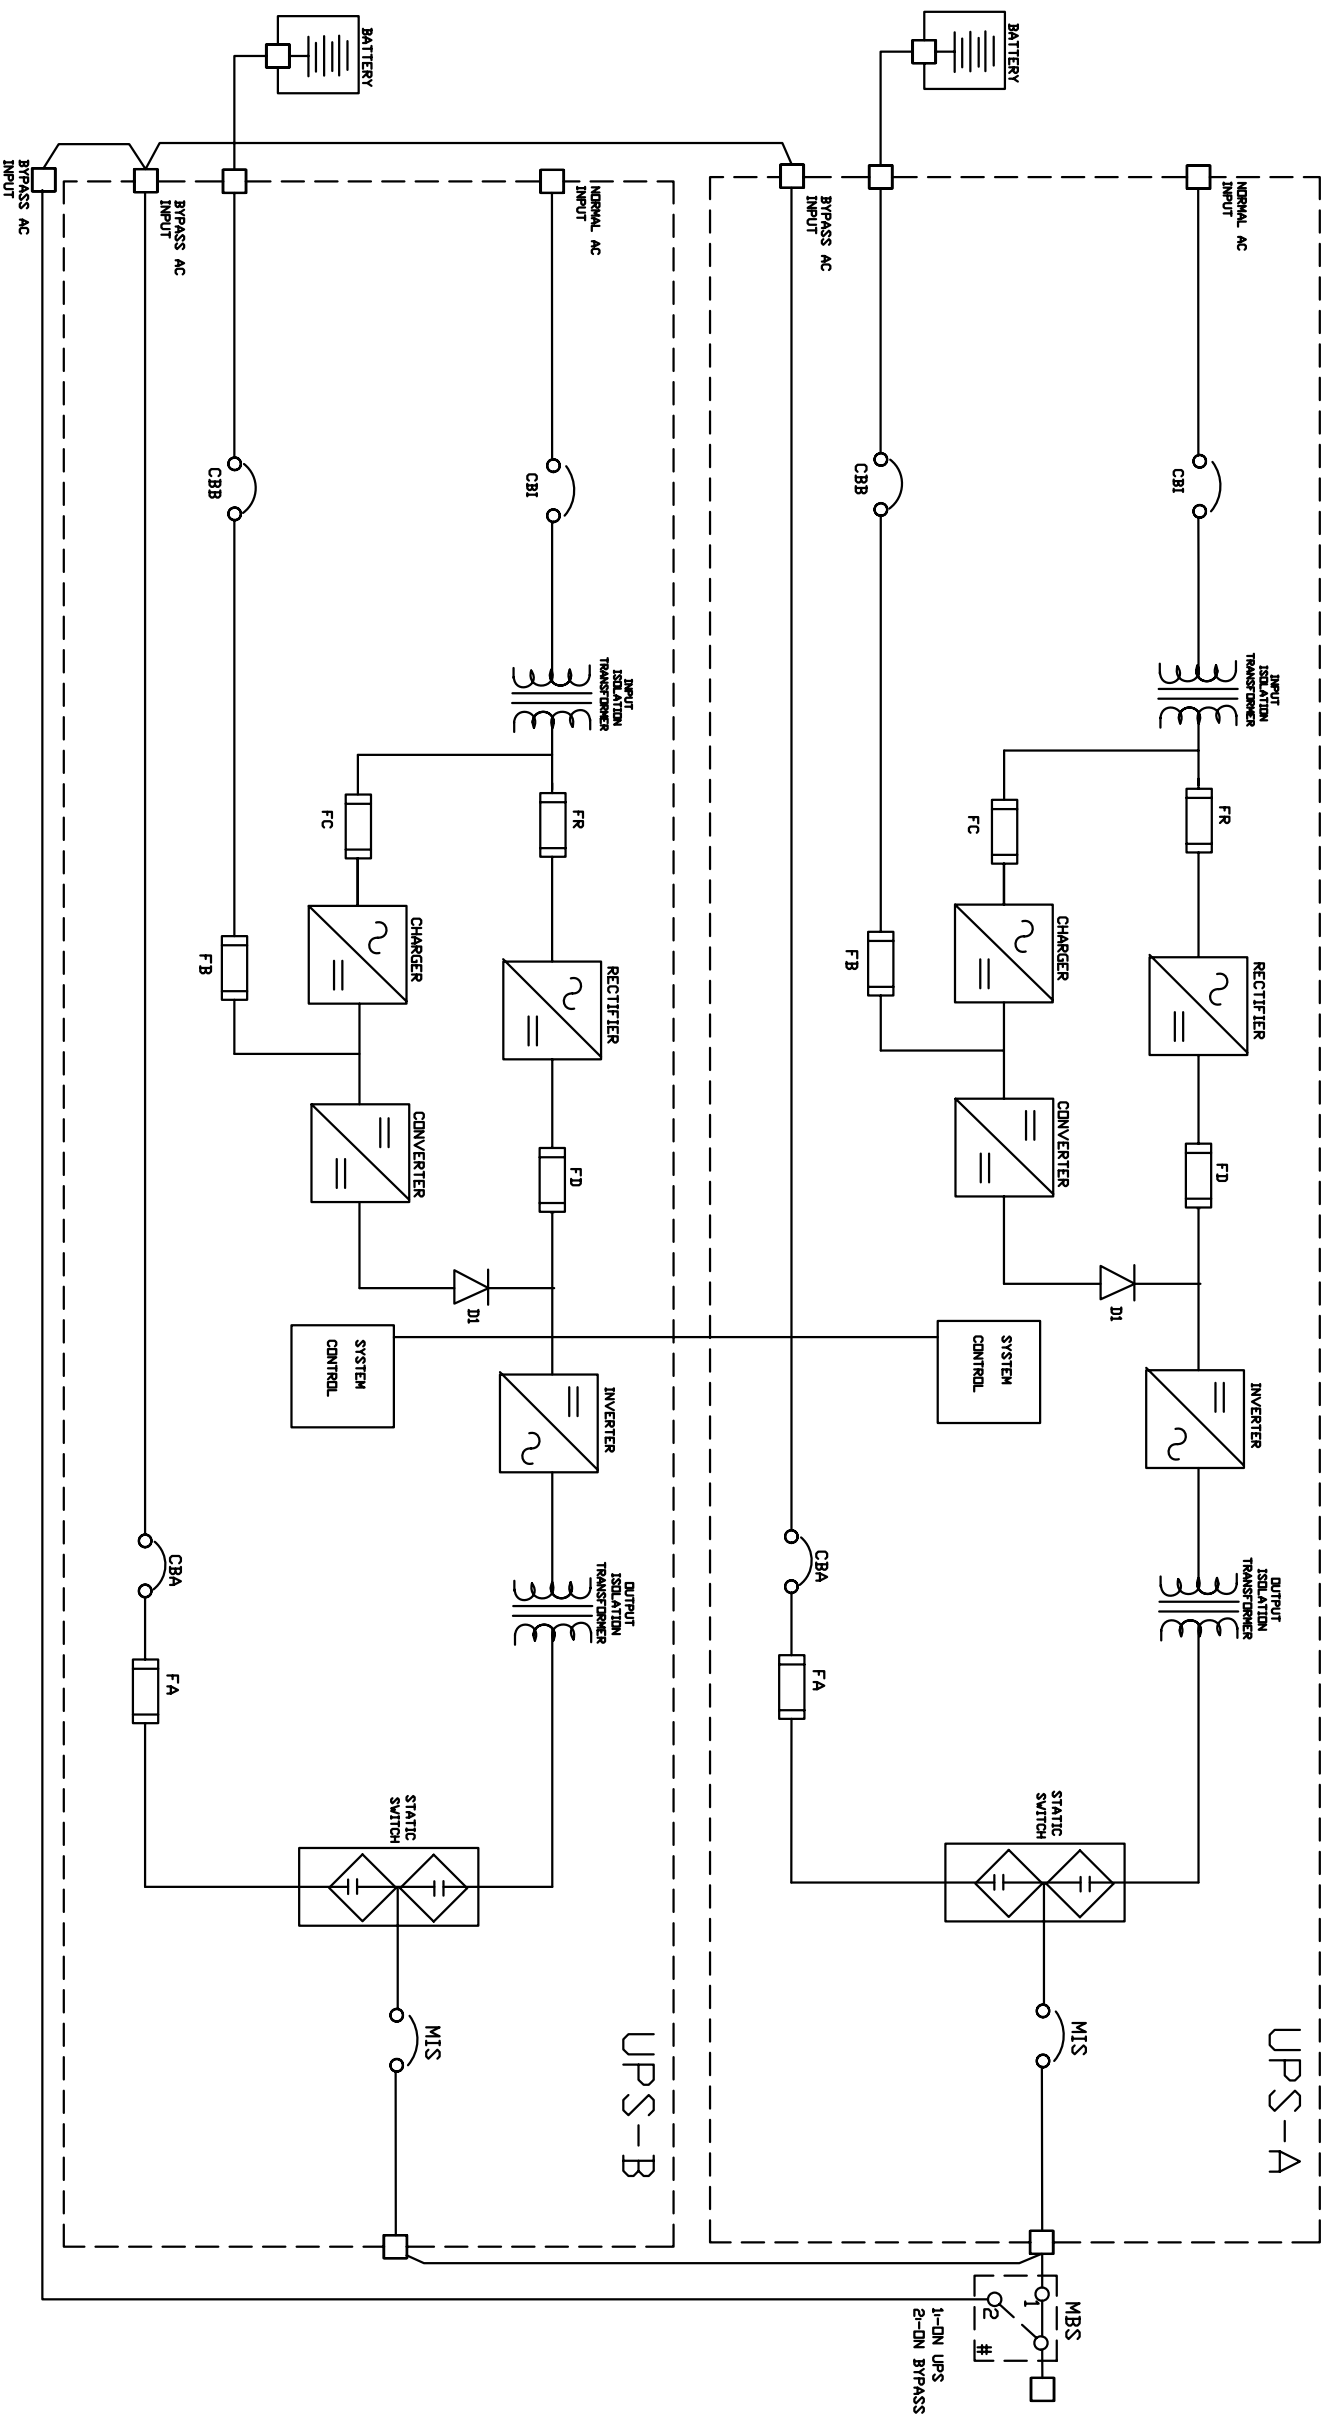 NORMAL AC
INPUT
CBI
INPUT
ISOLATION
TRANSFORMER
FR
RECTIFIER
FD
INVERTER
OUTPUT
ISOLATION
TRANSFORMER
UPS-A
BATTERY
CBB
FC
CHARGER
FB
CONVERTER
D1
SYSTEM
CONTROL
STATIC
SWITCH
MIS
MBS
1
2
#
1:-ON UPS
2:-ON BYPASS
BYPASS AC
INPUT
CBA
FA
NORMAL AC
INPUT
CBI
INPUT
ISOLATION
TRANSFORMER
FR
RECTIFIER
FD
INVERTER
OUTPUT
ISOLATION
TRANSFORMER
UPS-B
BATTERY
CBB
FC
CHARGER
FB
CONVERTER
D1
SYSTEM
CONTROL
STATIC
SWITCH
MIS
BYPASS AC
INPUT
CBA
FA
BYPASS AC
INPUT